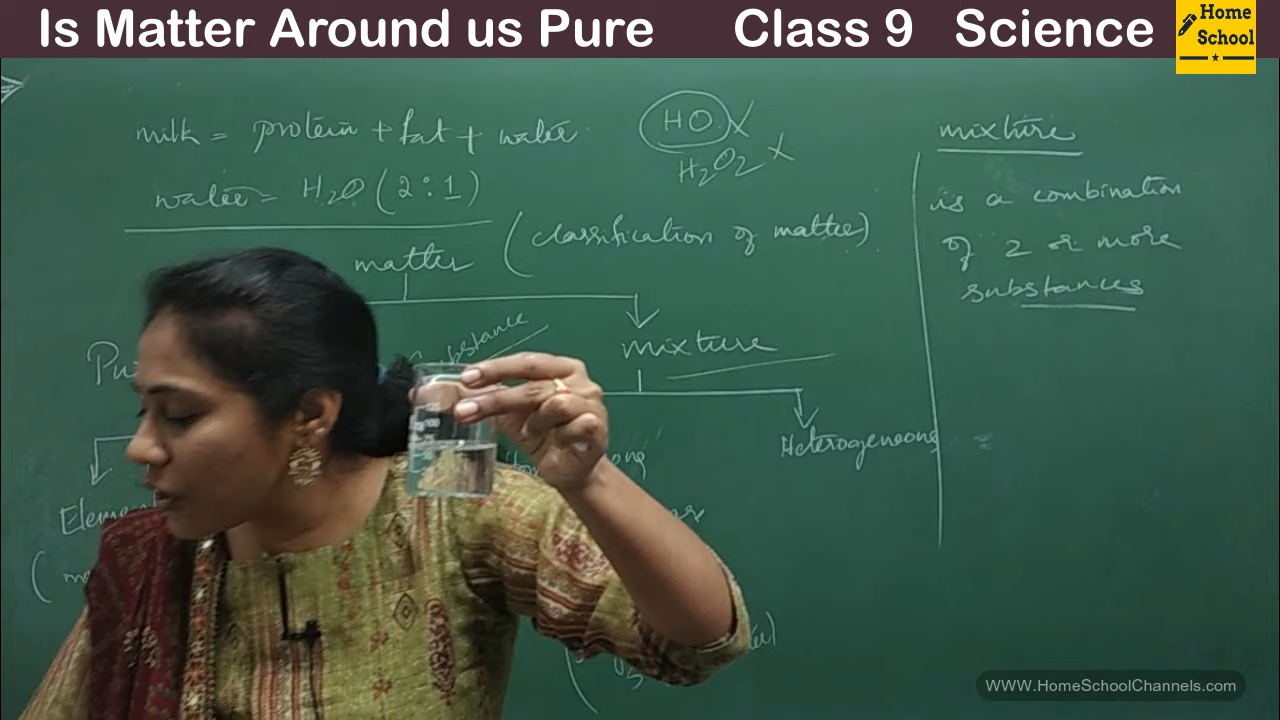 Is Matter Around us Pure Class 9 Science
Home
School
milk = protein + fat + water
HO X
H₂O₂ X
water = H₂O (2:1)
matter (classification of matter)
Substance
mixture
Heterogeneous
mixture
is a combination
of 2 or more
substances
WWW.HomeSchoolChannels.com